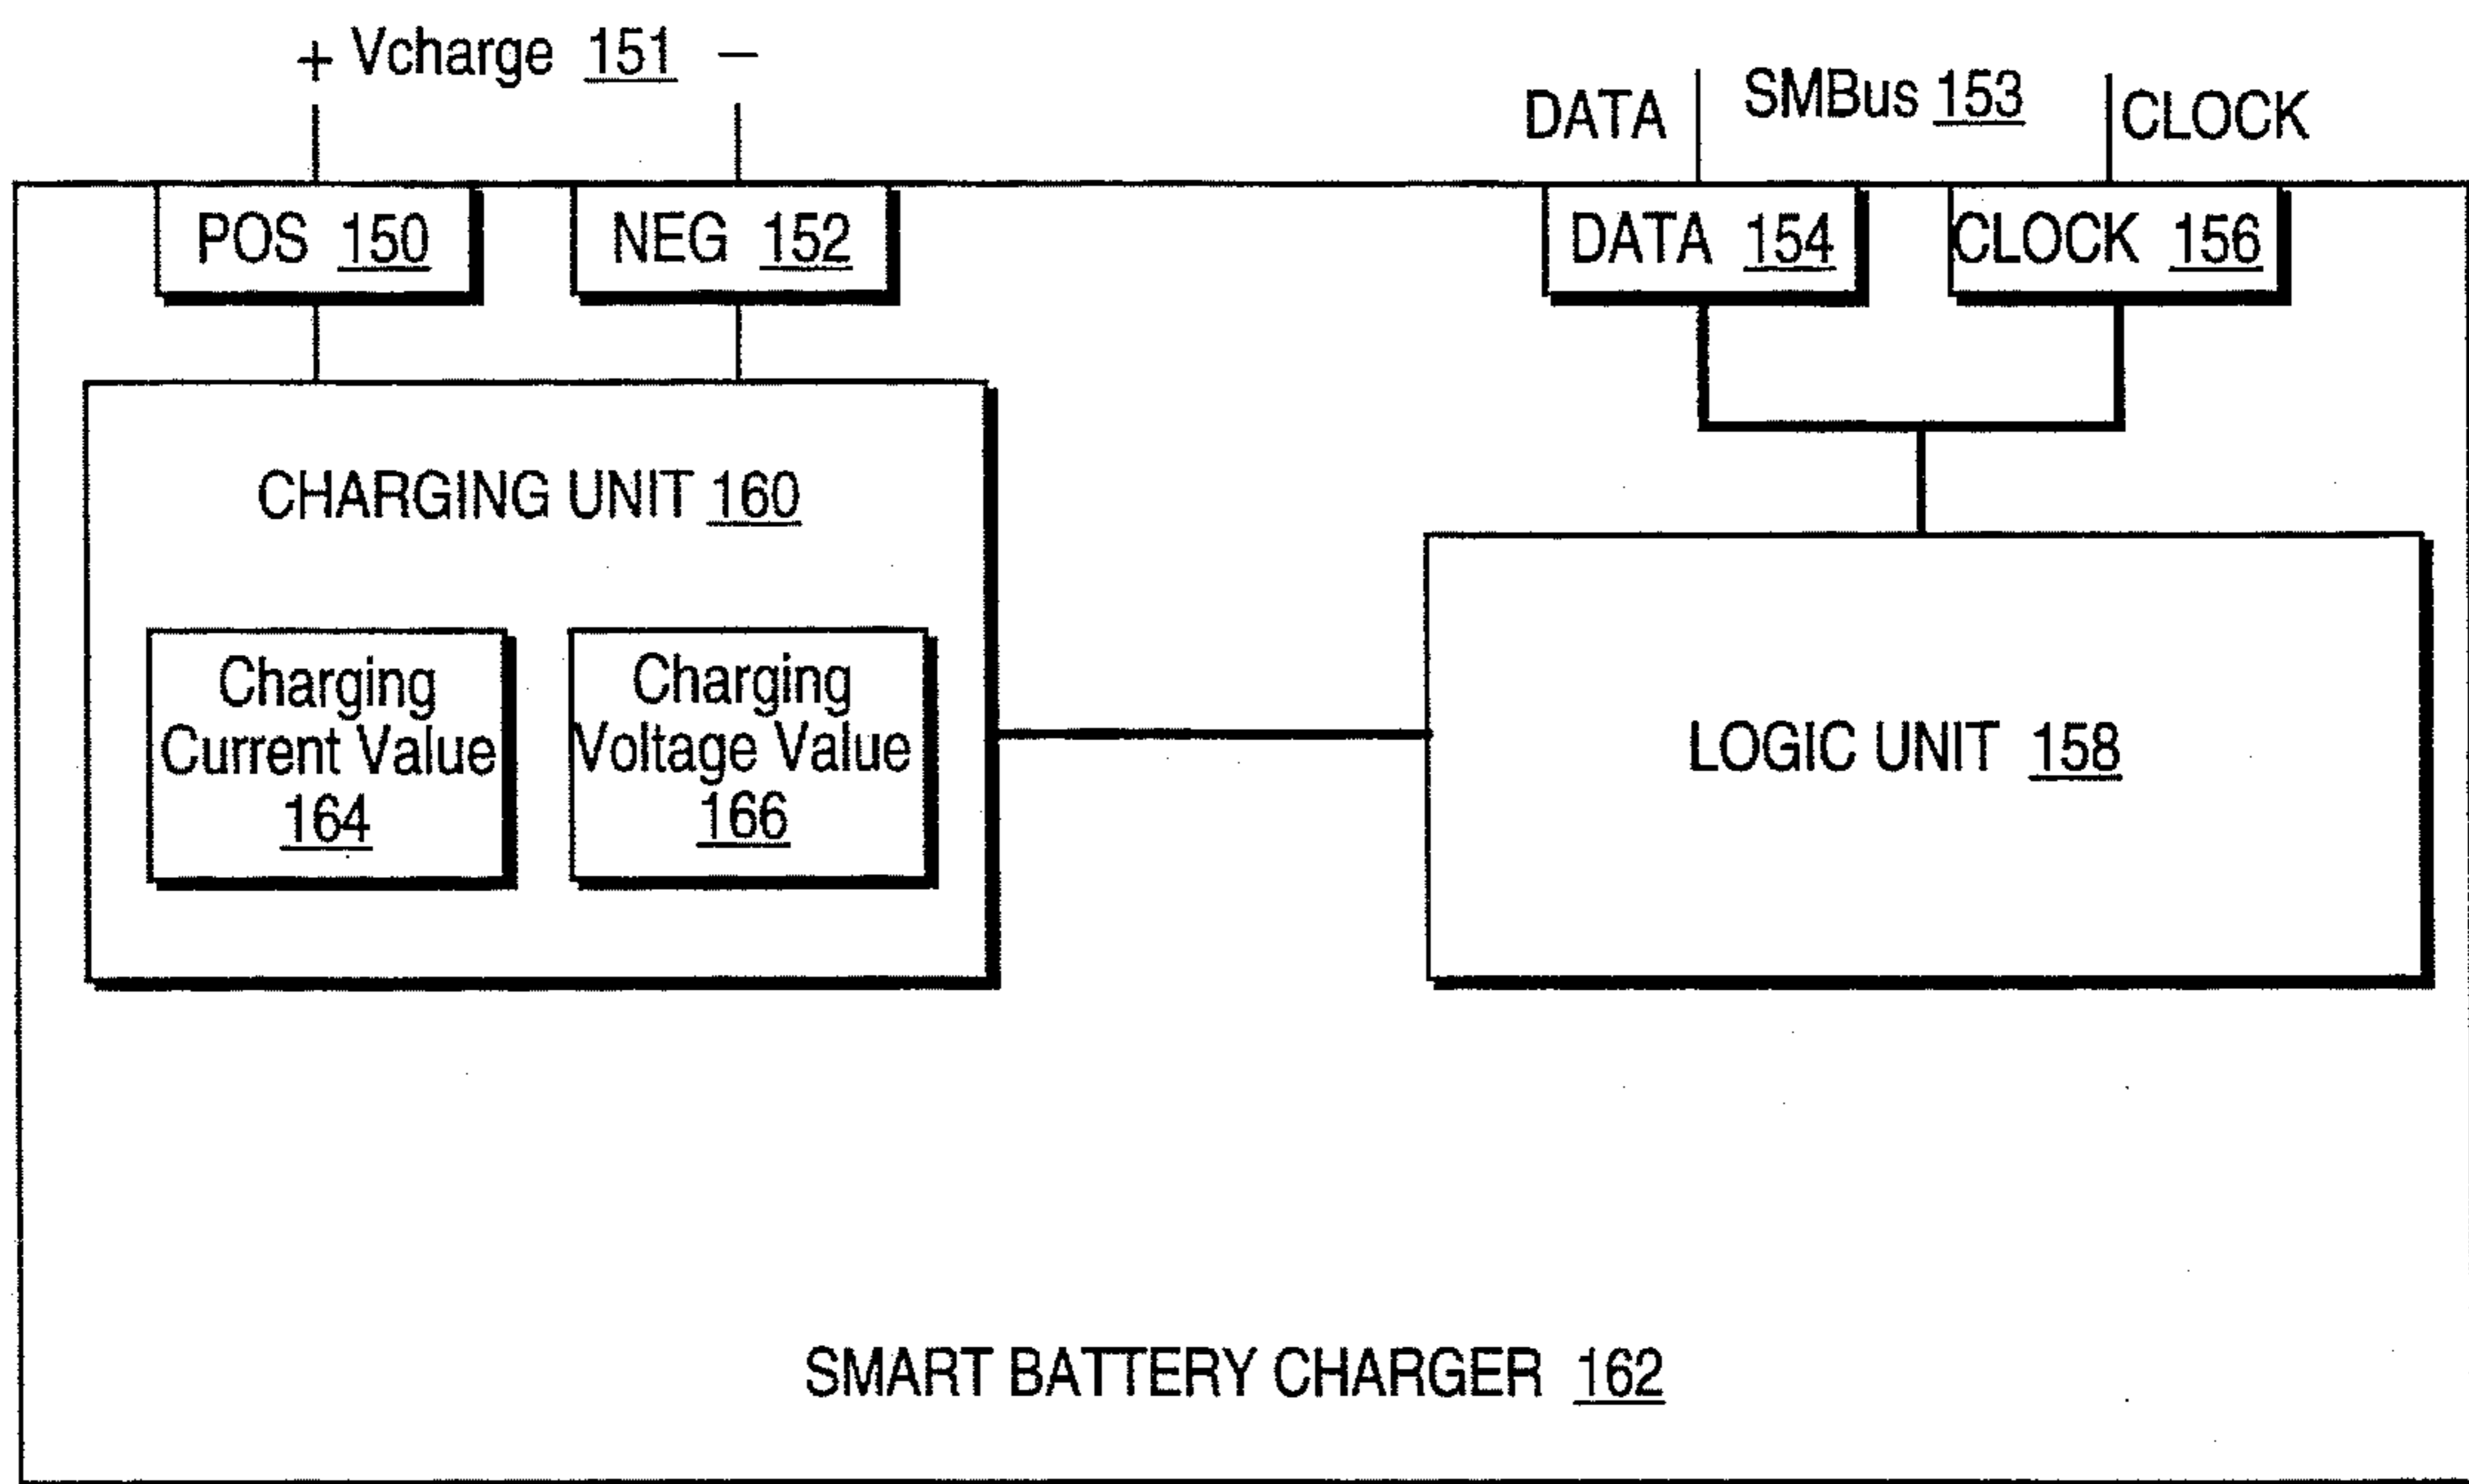 + Vcharge 151 −
DATA
SMBus 153
CLOCK
POS 150
NEG 152
DATA 154
CLOCK 156
CHARGING UNIT 160
Charging
Current Value
164
Charging
Voltage Value
166
LOGIC UNIT 158
SMART BATTERY CHARGER 162